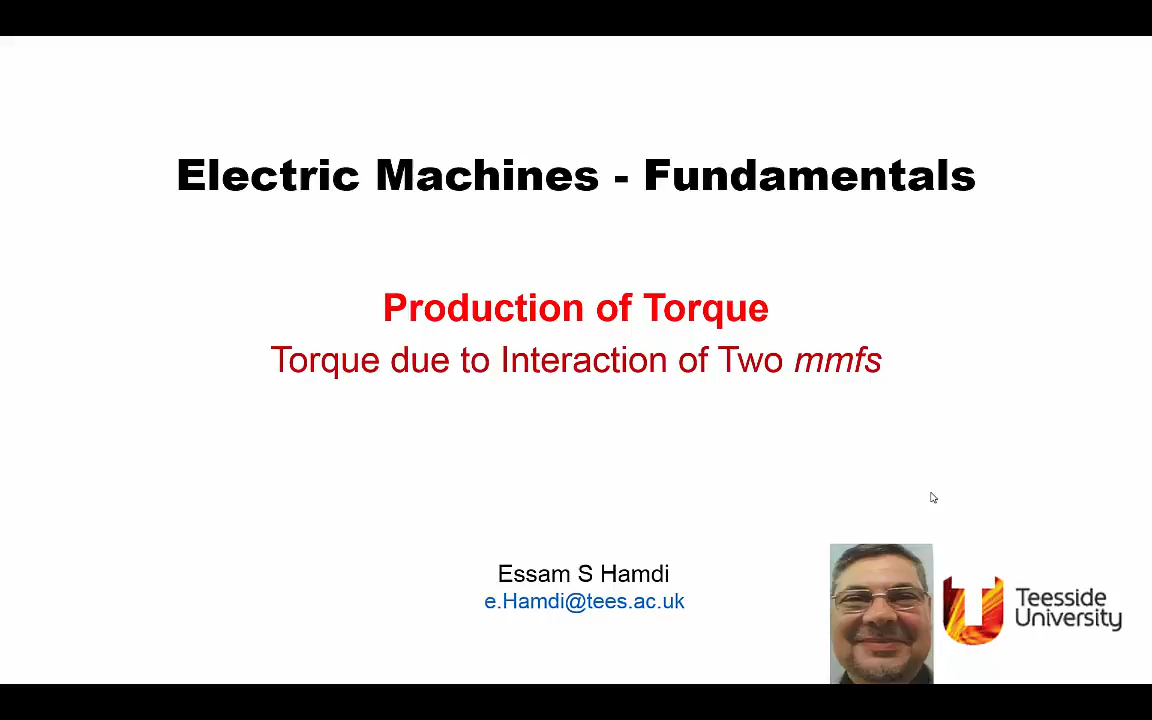 Electric Machines - Fundamentals
Production of Torque
Torque due to Interaction of Two mmfs
Essam S Hamdi
e.Hamdi@tees.ac.uk
Teesside
University